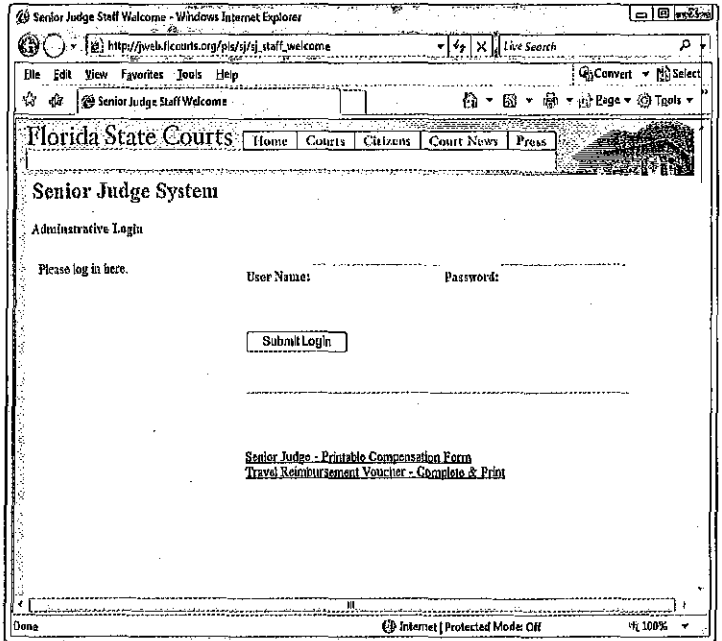 Senior Judge Staff Welcome - Windows Internet Explorer
http://jweb.flcourts.org/pls/sj/sj_staff_welcome
Live Search
File Edit View Favorites Tools Help
Convert Select
Senior Judge Staff Welcome
Page Tools
Florida State Courts
Home Courts Citizens Court News Press
Senior Judge System
Adminstrative Login
Please log in here.
User Name: Password:
Submit Login
Senior Judge - Printable Compensation Form
Travel Reimbursement Voucher - Complete & Print
Done
Internet | Protected Mode: Off
100%